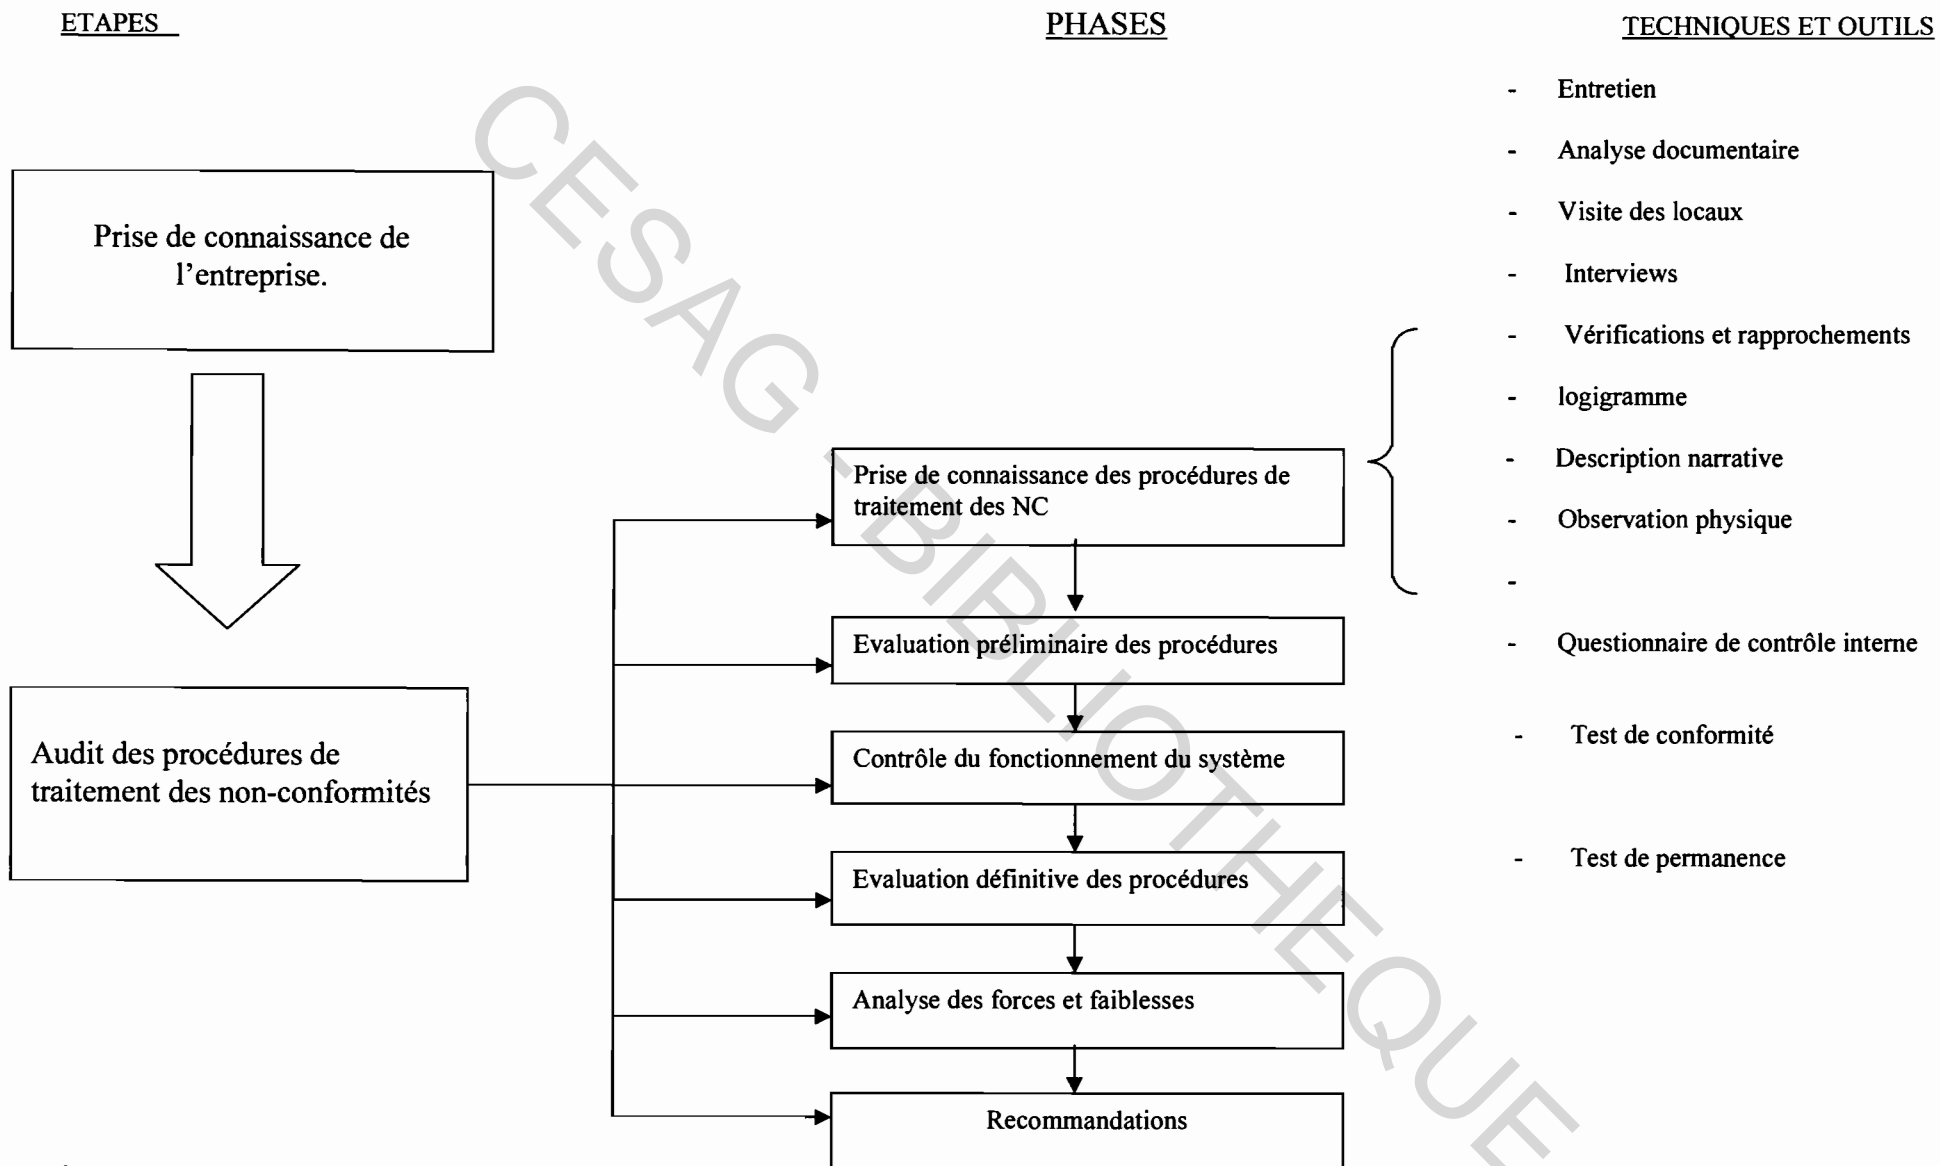 ETAPES
PHASES
TECHNIQUES ET OUTILS
Prise de connaissance de
l'entreprise.
Audit des procédures de
traitement des non-conformités
Prise de connaissance des procédures de
traitement des NC
Evaluation préliminaire des procédures
Contrôle du fonctionnement du système
Evaluation définitive des procédures
Analyse des forces et faiblesses
Recommandations
- Entretien
- Analyse documentaire
- Visite des locaux
- Interviews
- Vérifications et rapprochements
- logigramme
- Description narrative
- Observation physique
-
- Questionnaire de contrôle interne
- Test de conformité
- Test de permanence
CESAG - BIBLIOTHEQUE